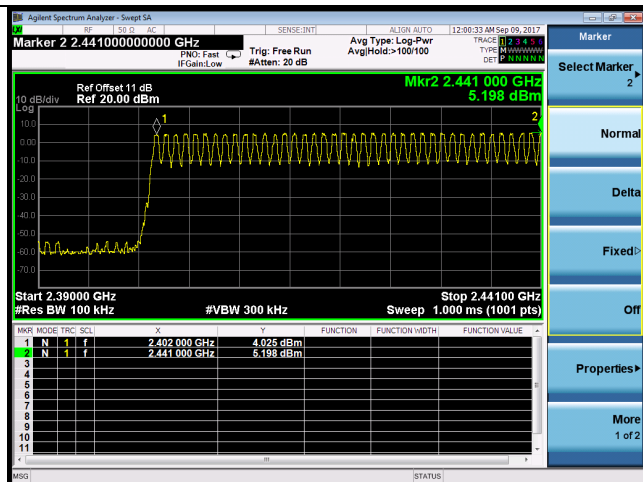 Agilent Spectrum Analyzer - Swept SA
RF 50 Ω AC SENSE:INT ALIGN AUTO 12:00:33 AM Sep 09, 2017
Marker 2 2.441000000000 GHz
PNO: Fast
IFGain:Low
Trig: Free Run
#Atten: 20 dB
Avg Type: Log-Pwr
Avg|Hold:>100/100
TRACE 1 2 3 4 5 6
TYPE M
DET P N N N N N
Ref Offset 11 dB
10 dB/div Ref 20.00 dBm
Log
Mkr2 2.441 000 GHz
5.198 dBm
1
2
10.0
0.00
-10.0
-20.0
-30.0
-40.0
-50.0
-60.0
-70.0
Start 2.39000 GHz Stop 2.44100 GHz
#Res BW 100 kHz #VBW 300 kHz Sweep 1.000 ms (1001 pts)
MKR MODE TRC SCL X Y FUNCTION FUNCTION WIDTH FUNCTION VALUE
1 N 1 f 2.402 000 GHz 4.025 dBm
2 N 1 f 2.441 000 GHz 5.198 dBm
3
4
5
6
7
8
9
10
11
MSG STATUS
Marker
Select Marker
2
Normal
Delta
Fixed
Off
Properties
More
1 of 2